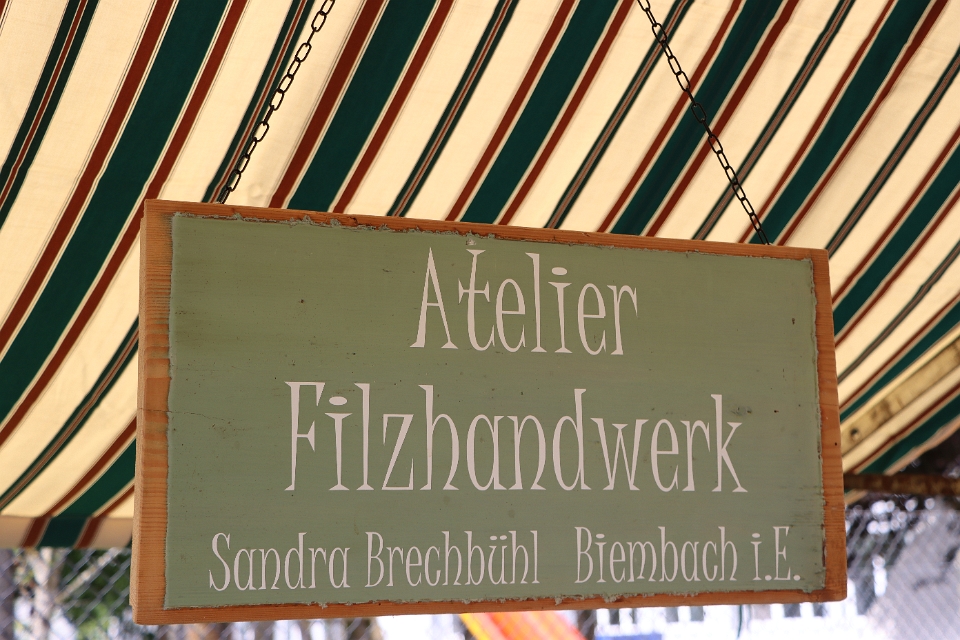 Atelier
Filzhandwerk
Sandra Brechbühl Biembach i.E.